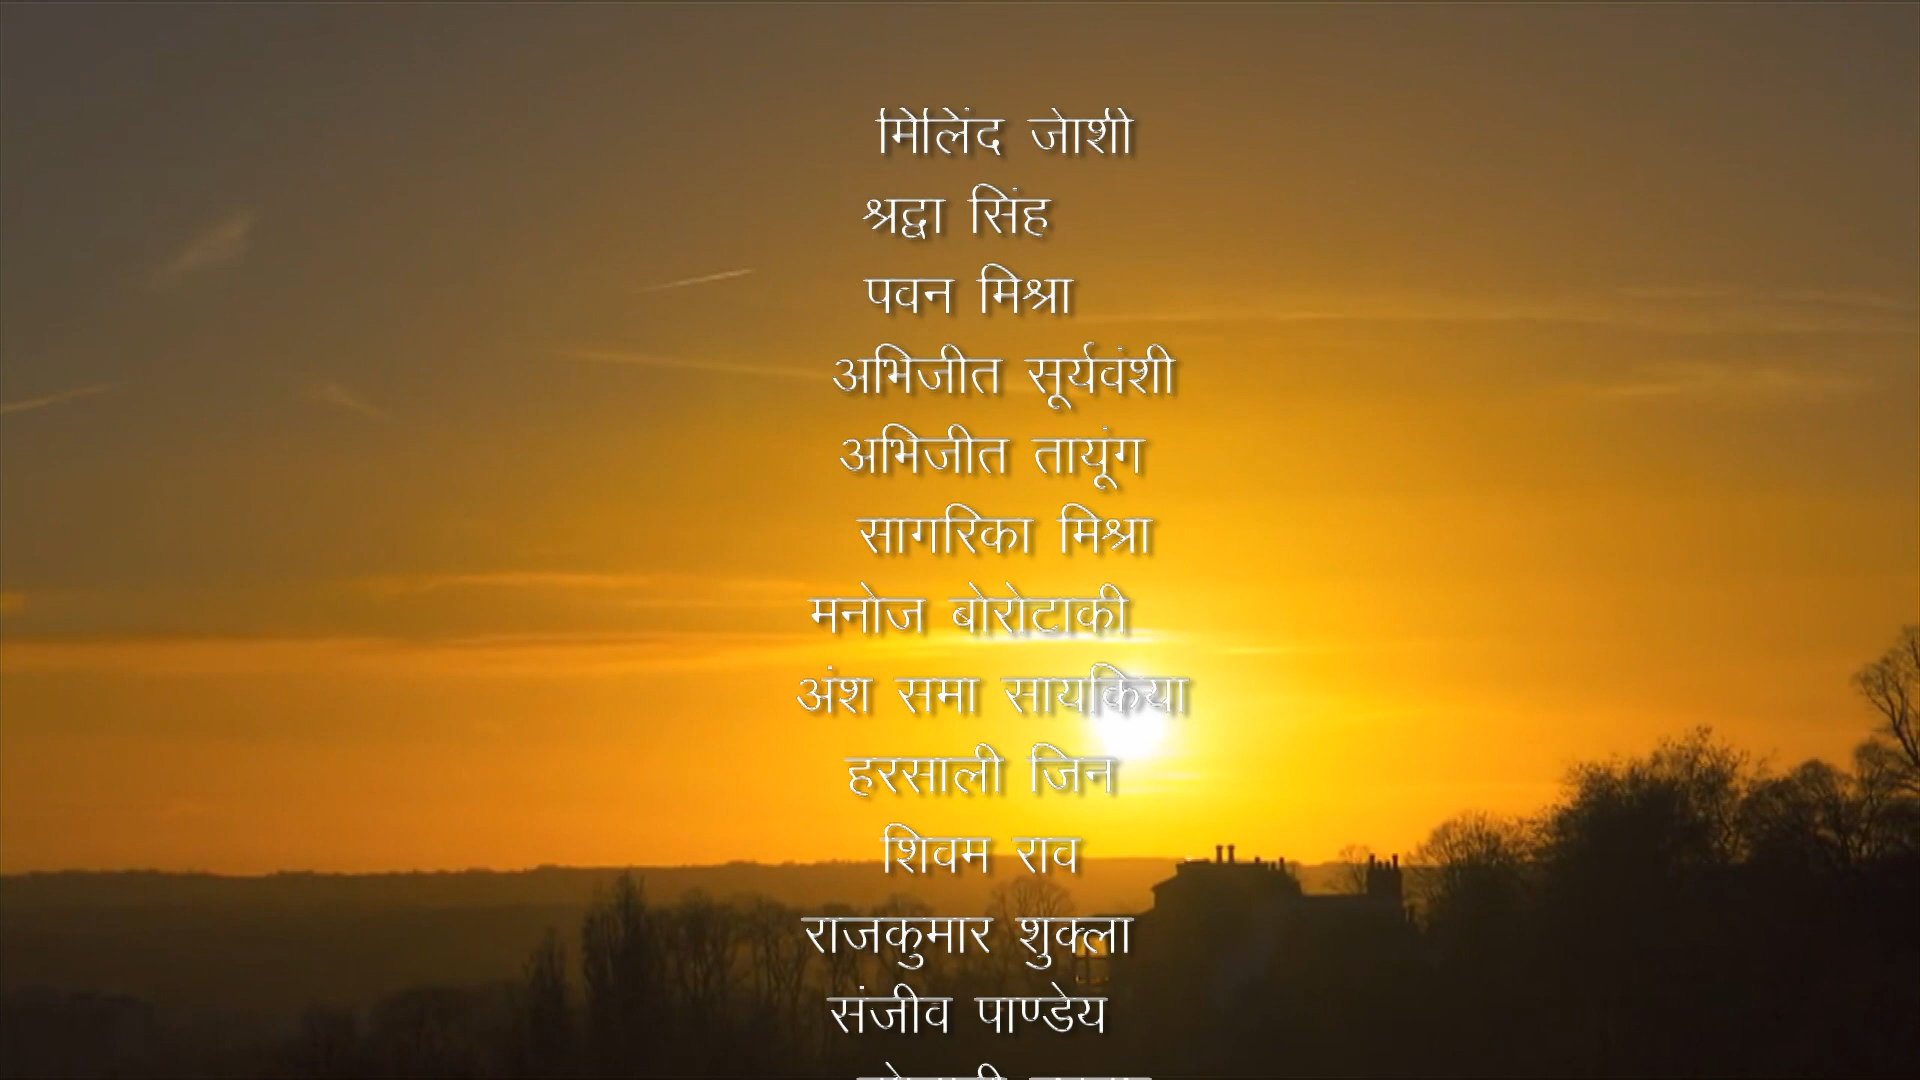 मिलिंद जोशी
श्रद्वा सिंह
पवन मिश्रा
अभिजीत सूर्यवंशी
अभिजीत तायूंग
सागरिका मिश्रा
मनोज बोरोटाकी
अंश समा सायकिया
हरसाली जिन
शिवम राव
राजकुमार शुक्ला
संजीव पाण्डेय